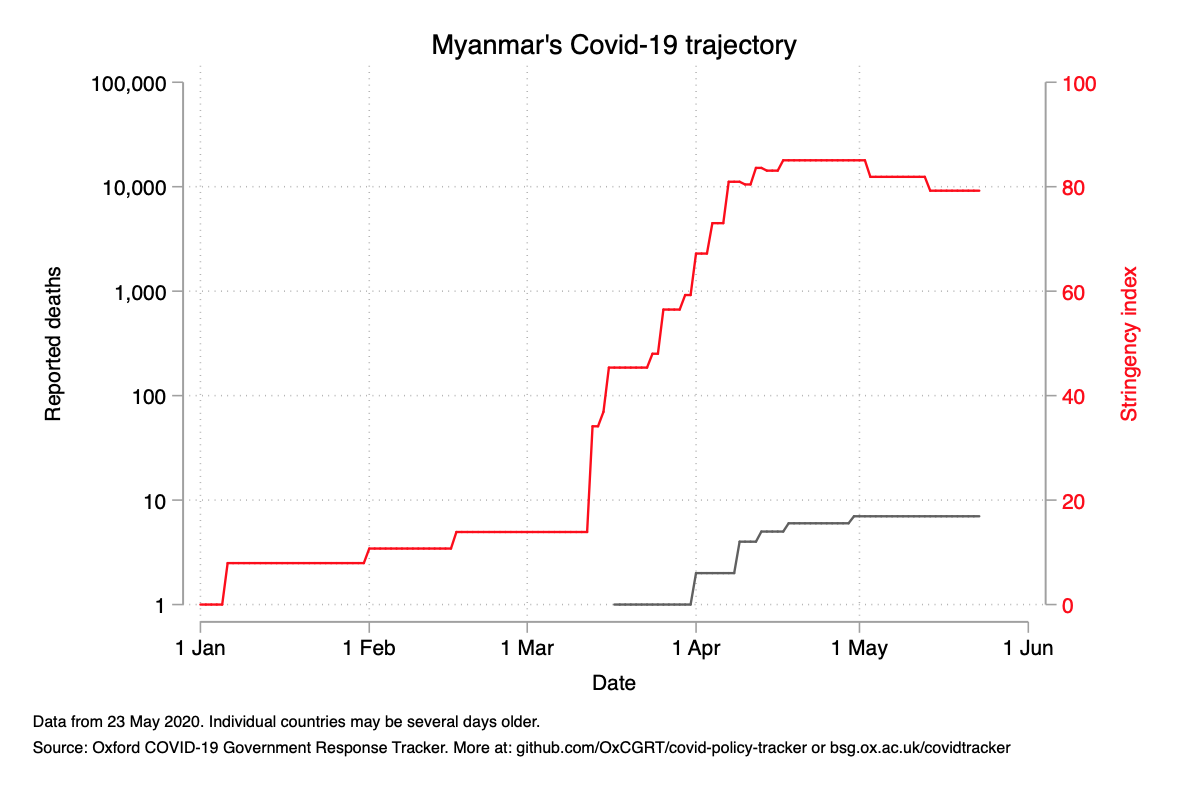 Myanmar's Covid-19 trajectory
100,000
10,000
1,000
100
10
1
Reported deaths
100
80
60
40
20
0
Stringency index
1 Jan
1 Feb
1 Mar
1 Apr
1 May
1 Jun
Date
Data from 23 May 2020. Individual countries may be several days older.
Source: Oxford COVID-19 Government Response Tracker. More at: github.com/OxCGRT/covid-policy-tracker or bsg.ox.ac.uk/covidtracker